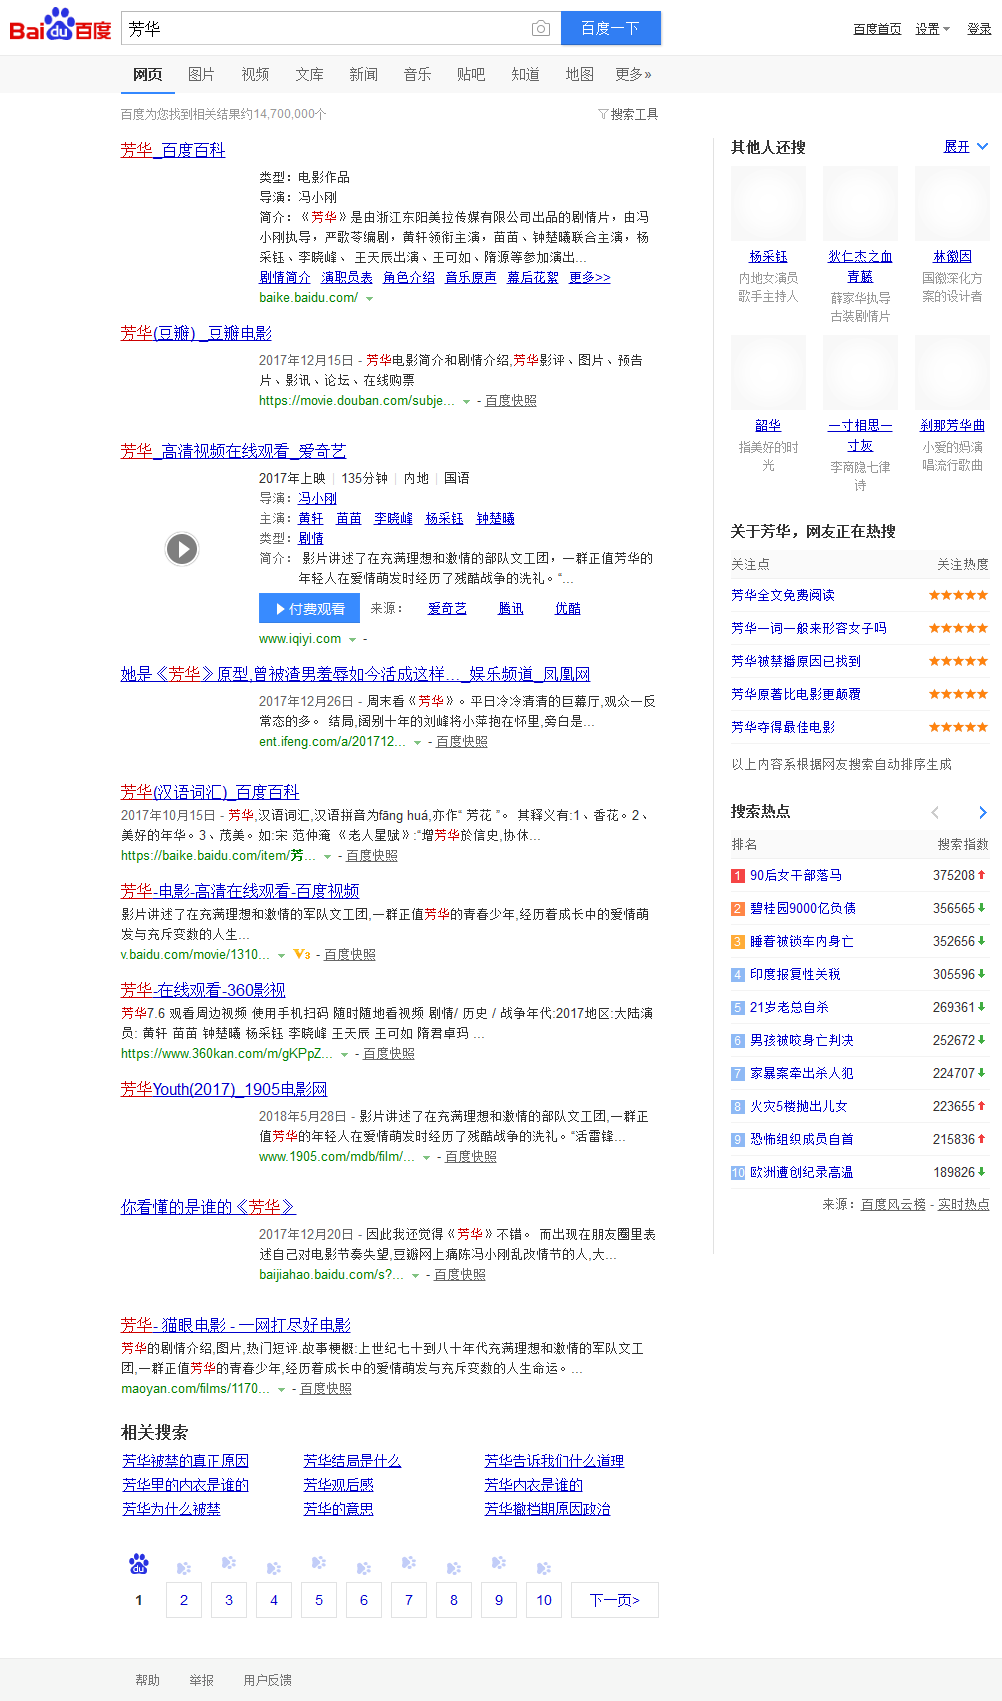 Bai du 百度
芳华
百度一下
百度首页 设置 登录
网页 图片 视频 文库 新闻 音乐 贴吧 知道 地图 更多»
百度为您找到相关结果约14,700,000个
搜索工具
芳华_百度百科
类型：电影作品
导演：冯小刚
简介：《芳华》是由浙江东阳美拉传媒有限公司出品的剧情片，由冯
小刚执导，严歌苓编剧，黄轩领衔主演，苗苗、钟楚曦联合主演，杨
采钰、李晓峰、王天辰出演、王可如、隋源等参加演出...
剧情简介 演职员表 角色介绍 音乐原声 幕后花絮 更多>>
baike.baidu.com/
芳华(豆瓣)_豆瓣电影
2017年12月15日 - 芳华电影简介和剧情介绍,芳华影评、图片、预告
片、影讯、论坛、在线购票
https://movie.douban.com/subje... - 百度快照
芳华_高清视频在线观看_爱奇艺
2017年上映 | 135分钟 | 内地 | 国语
导演：冯小刚
主演：黄轩 苗苗 李晓峰 杨采钰 钟楚曦
类型：剧情
简介： 影片讲述了在充满理想和激情的部队文工团，一群正值芳华的
年轻人在爱情萌发时经历了残酷战争的洗礼。“...
付费观看 来源： 爱奇艺 腾讯 优酷
www.iqiyi.com -
她是《芳华》原型,曾被渣男羞辱如今活成这样..._娱乐频道_凤凰网
2017年12月26日 - 周末看《芳华》。平日冷冷清清的巨幕厅,观众一反
常态的多。 结局,阔别十年的刘峰将小萍抱在怀里,旁白是...
ent.ifeng.com/a/201712... - 百度快照
芳华(汉语词汇)_百度百科
2017年10月15日 - 芳华,汉语词汇,汉语拼音为fāng huá,亦作“ 芳花 ”。 其释义有:1、香花。2、
美好的年华。3、茂美。如:宋 范仲淹 《老人星赋》:“增芳华於信史,协休...
https://baike.baidu.com/item/芳... - 百度快照
芳华-电影-高清在线观看-百度视频
影片讲述了在充满理想和激情的军队文工团,一群正值芳华的青春少年,经历着成长中的爱情萌
发与充斥变数的人生...
v.baidu.com/movie/1310... V3 - 百度快照
芳华-在线观看-360影视
芳华7.6 观看周边视频 使用手机扫码 随时随地看视频 剧情/ 历史 / 战争年代:2017地区:大陆演
员: 黄轩 苗苗 钟楚曦 杨采钰 李晓峰 王天辰 王可如 隋君卓玛 ...
https://www.360kan.com/m/gKPpZ... - 百度快照
芳华Youth(2017)_1905电影网
2018年5月28日 - 影片讲述了在充满理想和激情的部队文工团,一群正
值芳华的年轻人在爱情萌发时经历了残酷战争的洗礼。“活雷锋...
www.1905.com/mdb/film/... - 百度快照
你看懂的是谁的《芳华》
2017年12月20日 - 因此我还觉得《芳华》不错。 而出现在朋友圈里表
述自己对电影节奏失望,豆瓣网上痛陈冯小刚乱改情节的人,大...
baijiahao.baidu.com/s?... - 百度快照
芳华- 猫眼电影 - 一网打尽好电影
芳华的剧情介绍,图片,热门短评.故事梗概:上世纪七十到八十年代充满理想和激情的军队文工
团,一群正值芳华的青春少年,经历着成长中的爱情萌发与充斥变数的人生命运。...
maoyan.com/films/1170... - 百度快照
相关搜索
芳华被禁的真正原因 芳华结局是什么 芳华告诉我们什么道理
芳华里的内衣是谁的 芳华观后感 芳华内衣是谁的
芳华为什么被禁 芳华的意思 芳华撤档期原因政治
1 2 3 4 5 6 7 8 9 10 下一页>
其他人还搜 展开
杨采钰 狄仁杰之血 林徽因
青藤
内地女演员 国徽深化方
歌手主持人 薛家华执导 案的设计者
古装剧情片
韶华 一寸相思一 刹那芳华曲
寸灰
指美好的时 小爱的妈演
光 李商隐七律 唱流行歌曲
诗
关于芳华，网友正在热搜
关注点 关注热度
芳华全文免费阅读 ★★★★★
芳华一词一般来形容女子吗 ★★★★★
芳华被禁播原因已找到 ★★★★★
芳华原著比电影更颠覆 ★★★★★
芳华夺得最佳电影 ★★★★★
以上内容系根据网友搜索自动排序生成
搜索热点
排名 搜索指数
1 90后女干部落马 375208
2 碧桂园9000亿负债 356565
3 睡着被锁车内身亡 352656
4 印度报复性关税 305596
5 21岁老总自杀 269361
6 男孩被咬身亡判决 252672
7 家暴案牵出杀人犯 224707
8 火灾5楼抛出儿女 223655
9 恐怖组织成员自首 215836
10 欧洲遭创纪录高温 189826
来源：百度风云榜 - 实时热点
帮助 举报 用户反馈